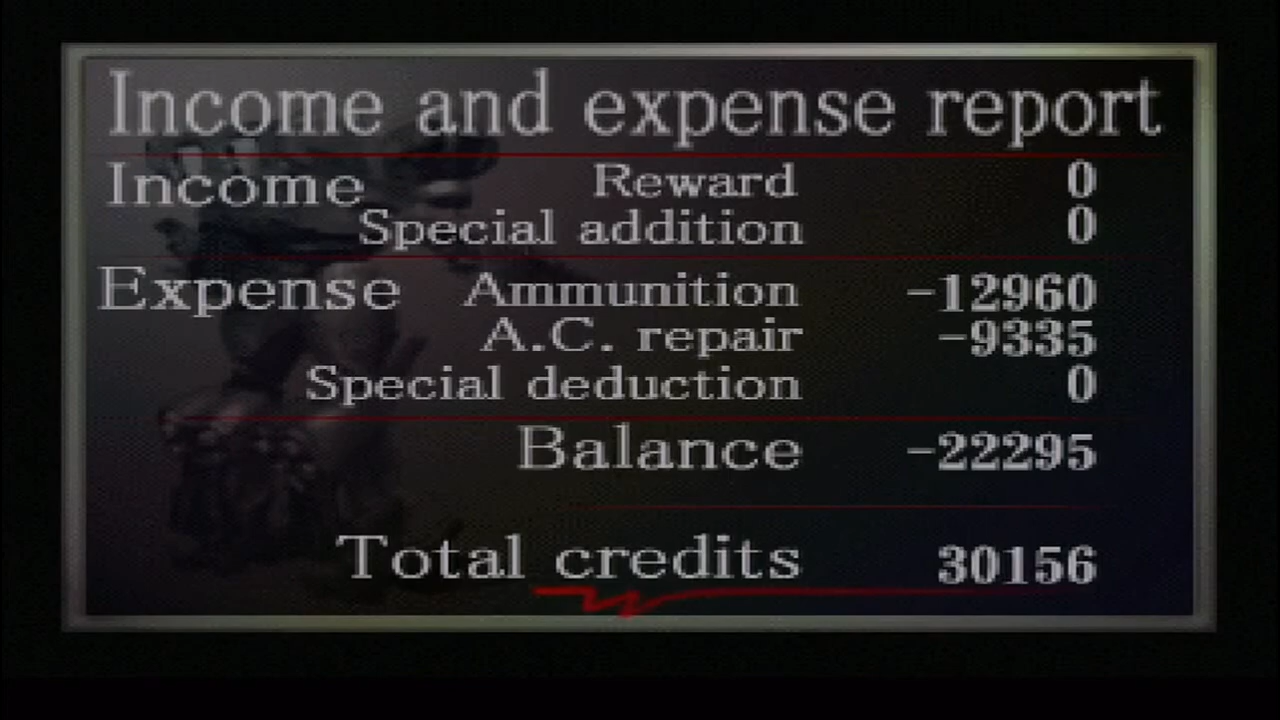 Income and expense report
Income Reward 0
Special addition 0
Expense Ammunition -12960
A.C. repair -9335
Special deduction 0
Balance -22295
Total credits 30156